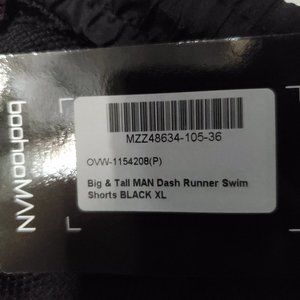 boohooMAN
MZZ48634-105-36
OVW-1154208(P)
Big & Tall MAN Dash Runner Swim
Shorts BLACK XL